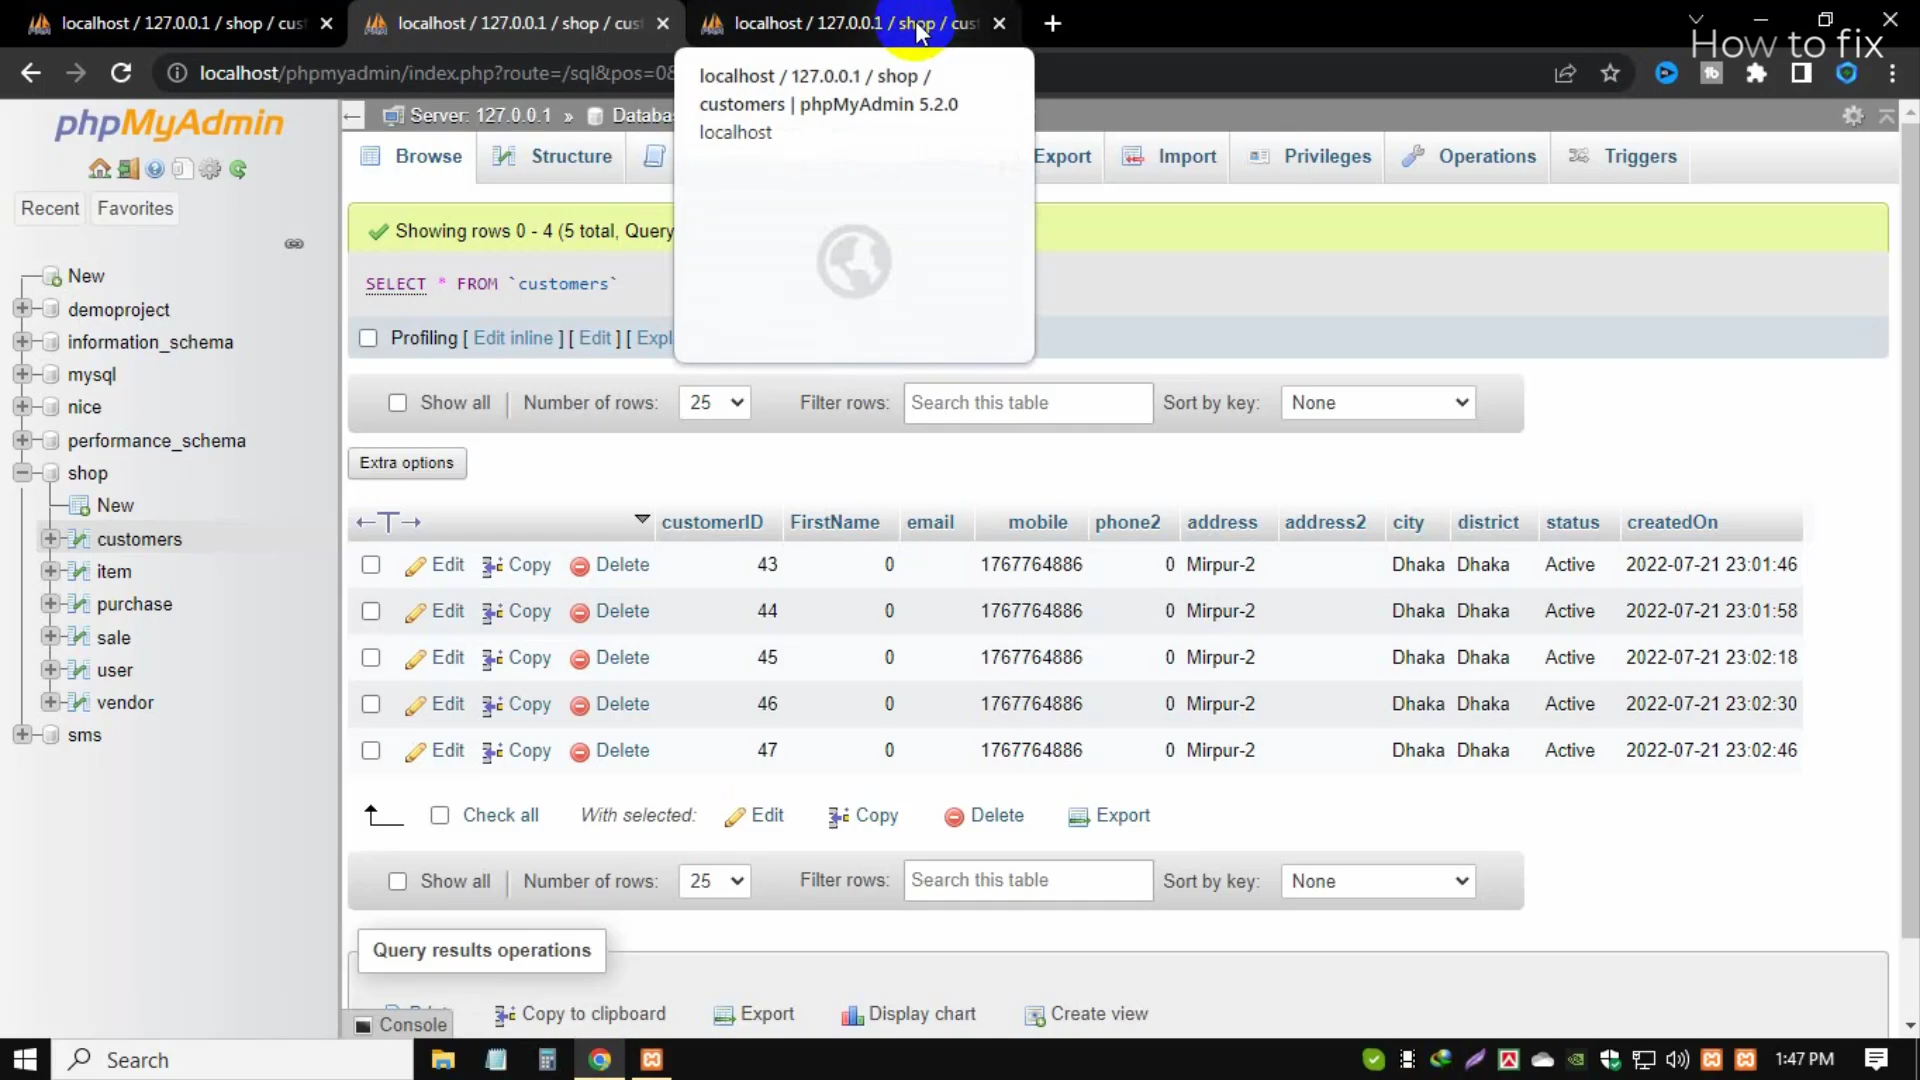 localhost / 127.0.0.1 / shop / cus
localhost / 127.0.0.1 / shop / cus
localhost / 127.0.0.1 / shop / cus
How to fix
localhost/phpmyadmin/index.php?route=/sql&pos=0&
localhost / 127.0.0.1 / shop /
customers | phpMyAdmin 5.2.0
localhost
phpMyAdmin
Recent Favorites
New
demoproject
information_schema
mysql
nice
performance_schema
shop
New
customers
item
purchase
sale
user
vendor
sms
Server: 127.0.0.1 » Databa
Browse Structure Export Import Privileges Operations Triggers
Showing rows 0 - 4 (5 total, Query
SELECT * FROM `customers`
Profiling [ Edit inline ] [ Edit ] [ Expl
Show all Number of rows: 25 Filter rows: Search this table Sort by key: None
Extra options
←T→ customerID FirstName email mobile phone2 address address2 city district status createdOn
Edit Copy Delete 43 0 1767764886 0 Mirpur-2 Dhaka Dhaka Active 2022-07-21 23:01:46
Edit Copy Delete 44 0 1767764886 0 Mirpur-2 Dhaka Dhaka Active 2022-07-21 23:01:58
Edit Copy Delete 45 0 1767764886 0 Mirpur-2 Dhaka Dhaka Active 2022-07-21 23:02:18
Edit Copy Delete 46 0 1767764886 0 Mirpur-2 Dhaka Dhaka Active 2022-07-21 23:02:30
Edit Copy Delete 47 0 1767764886 0 Mirpur-2 Dhaka Dhaka Active 2022-07-21 23:02:46
Check all With selected: Edit Copy Delete Export
Show all Number of rows: 25 Filter rows: Search this table Sort by key: None
Query results operations
Copy to clipboard Export Display chart Create view
Console
Search 1:47 PM